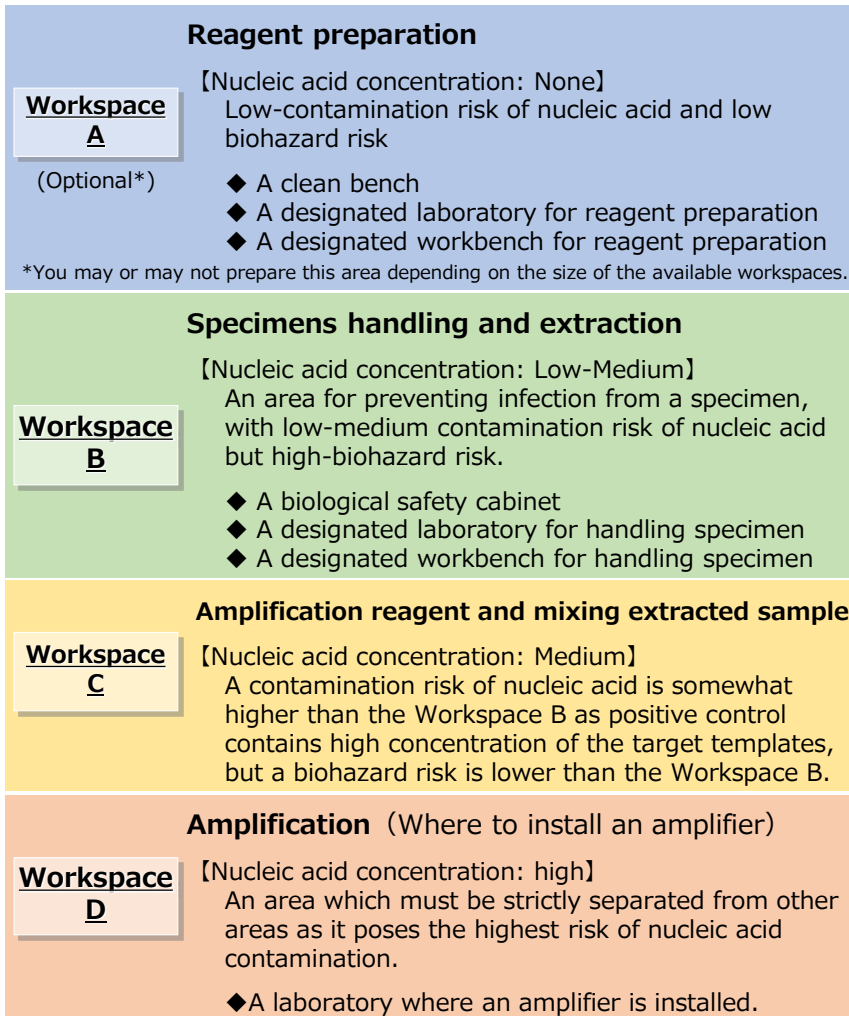 Reagent preparation
Workspace
A
(Optional*)
【Nucleic acid concentration: None】
Low-contamination risk of nucleic acid and low
biohazard risk
◆ A clean bench
◆ A designated laboratory for reagent preparation
◆ A designated workbench for reagent preparation
*You may or may not prepare this area depending on the size of the available workspaces.
Specimens handling and extraction
Workspace
B
【Nucleic acid concentration: Low-Medium】
An area for preventing infection from a specimen,
with low-medium contamination risk of nucleic acid
but high-biohazard risk.
◆ A biological safety cabinet
◆ A designated laboratory for handling specimen
◆ A designated workbench for handling specimen
Amplification reagent and mixing extracted sample
Workspace
C
【Nucleic acid concentration: Medium】
A contamination risk of nucleic acid is somewhat
higher than the Workspace B as positive control
contains high concentration of the target templates,
but a biohazard risk is lower than the Workspace B.
Amplification（Where to install an amplifier）
Workspace
D
【Nucleic acid concentration: high】
An area which must be strictly separated from other
areas as it poses the highest risk of nucleic acid
contamination.
◆A laboratory where an amplifier is installed.